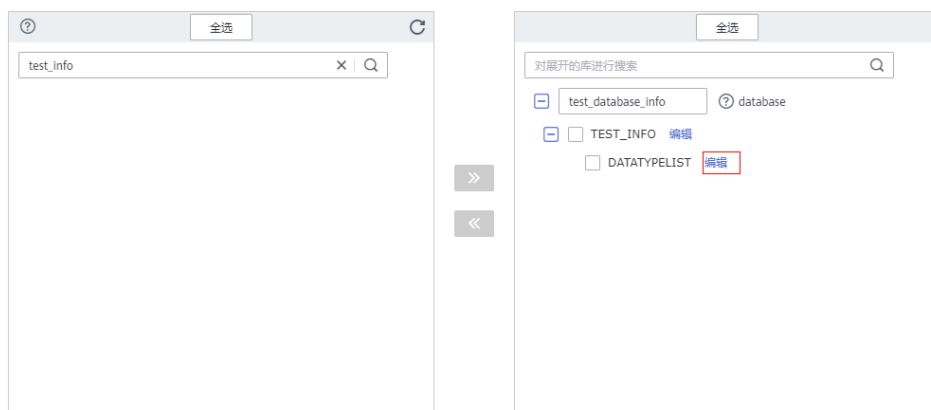 全选
test_info
全选
对展开的库进行搜索
test_database_info database
TEST_INFO 编辑
DATATYPELIST 编辑